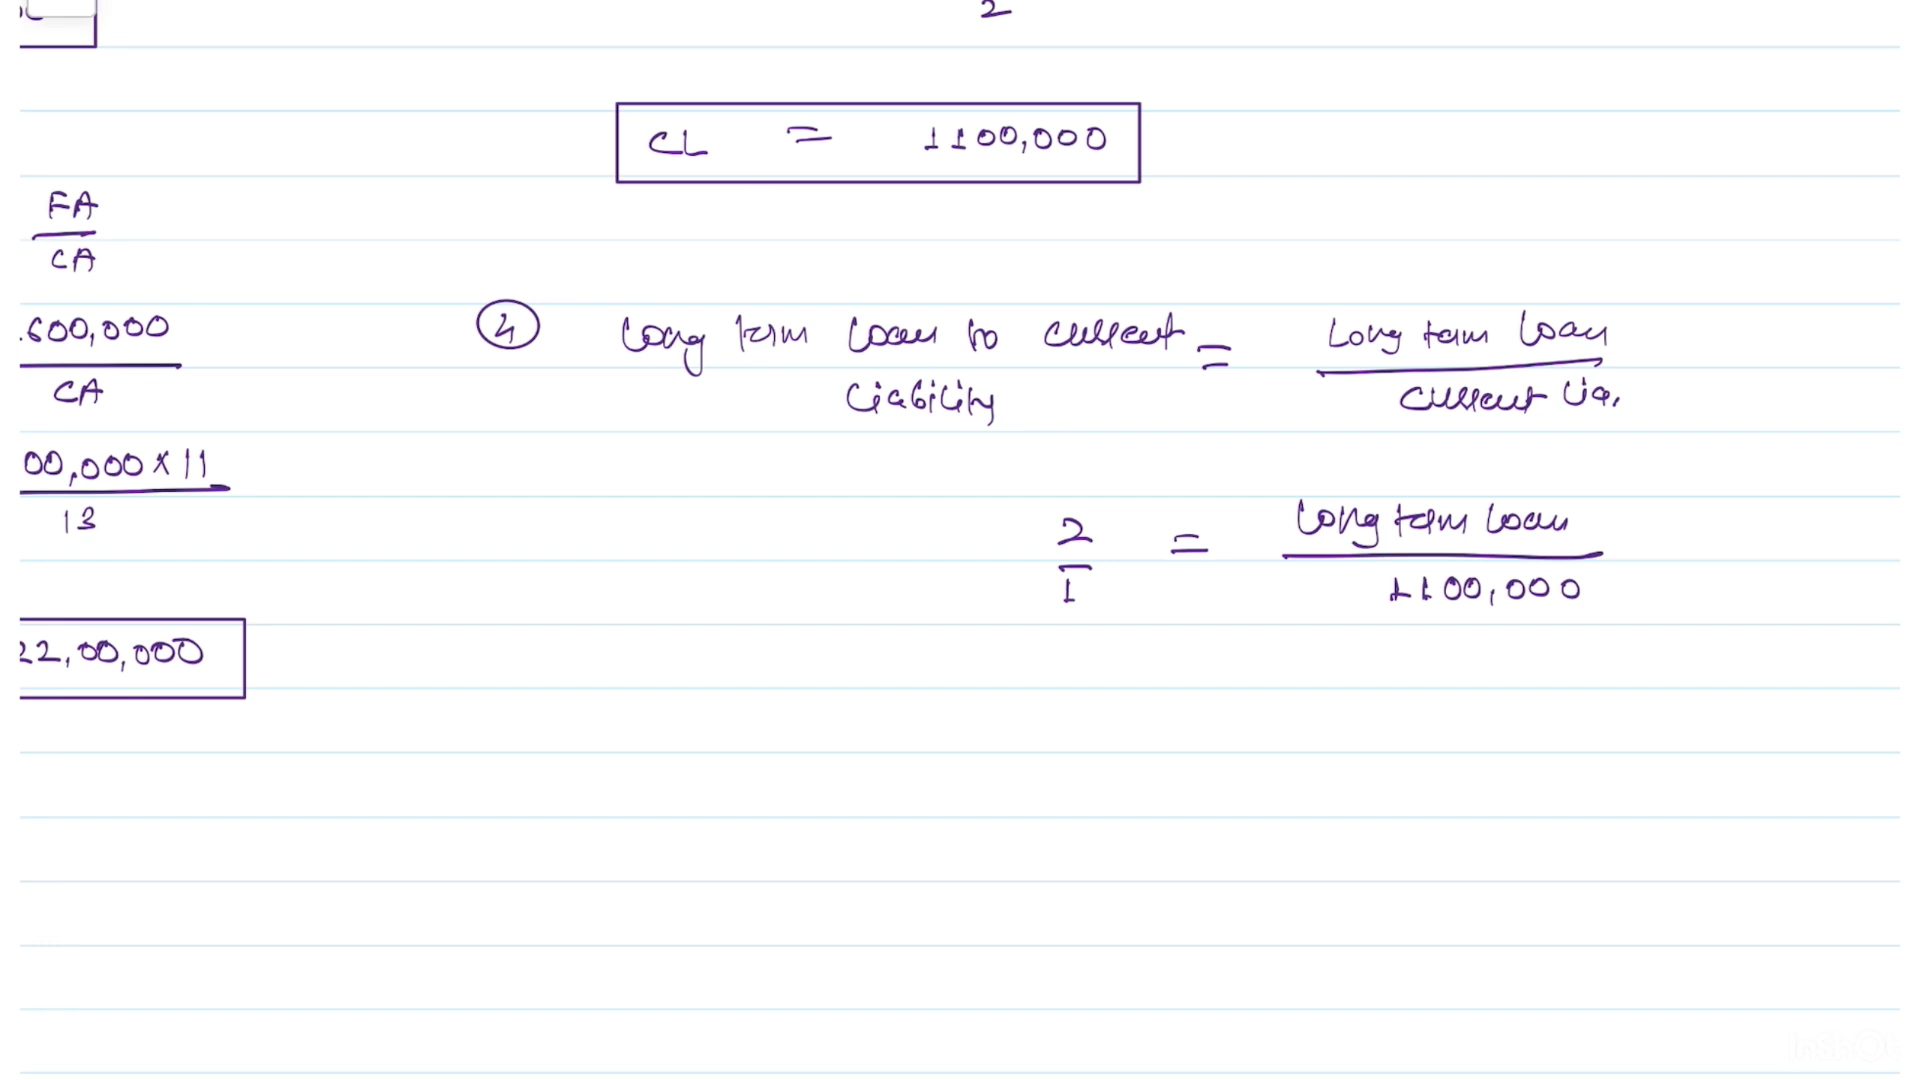 2
CL = 1100,000
FA
CA
.600,000
CA
00,000 x 11
13
22,00,000
4 Long term Loan to current = Long term Loan
Liability current Lia.
2 = Long term Loan
1 1100,000
InShOt